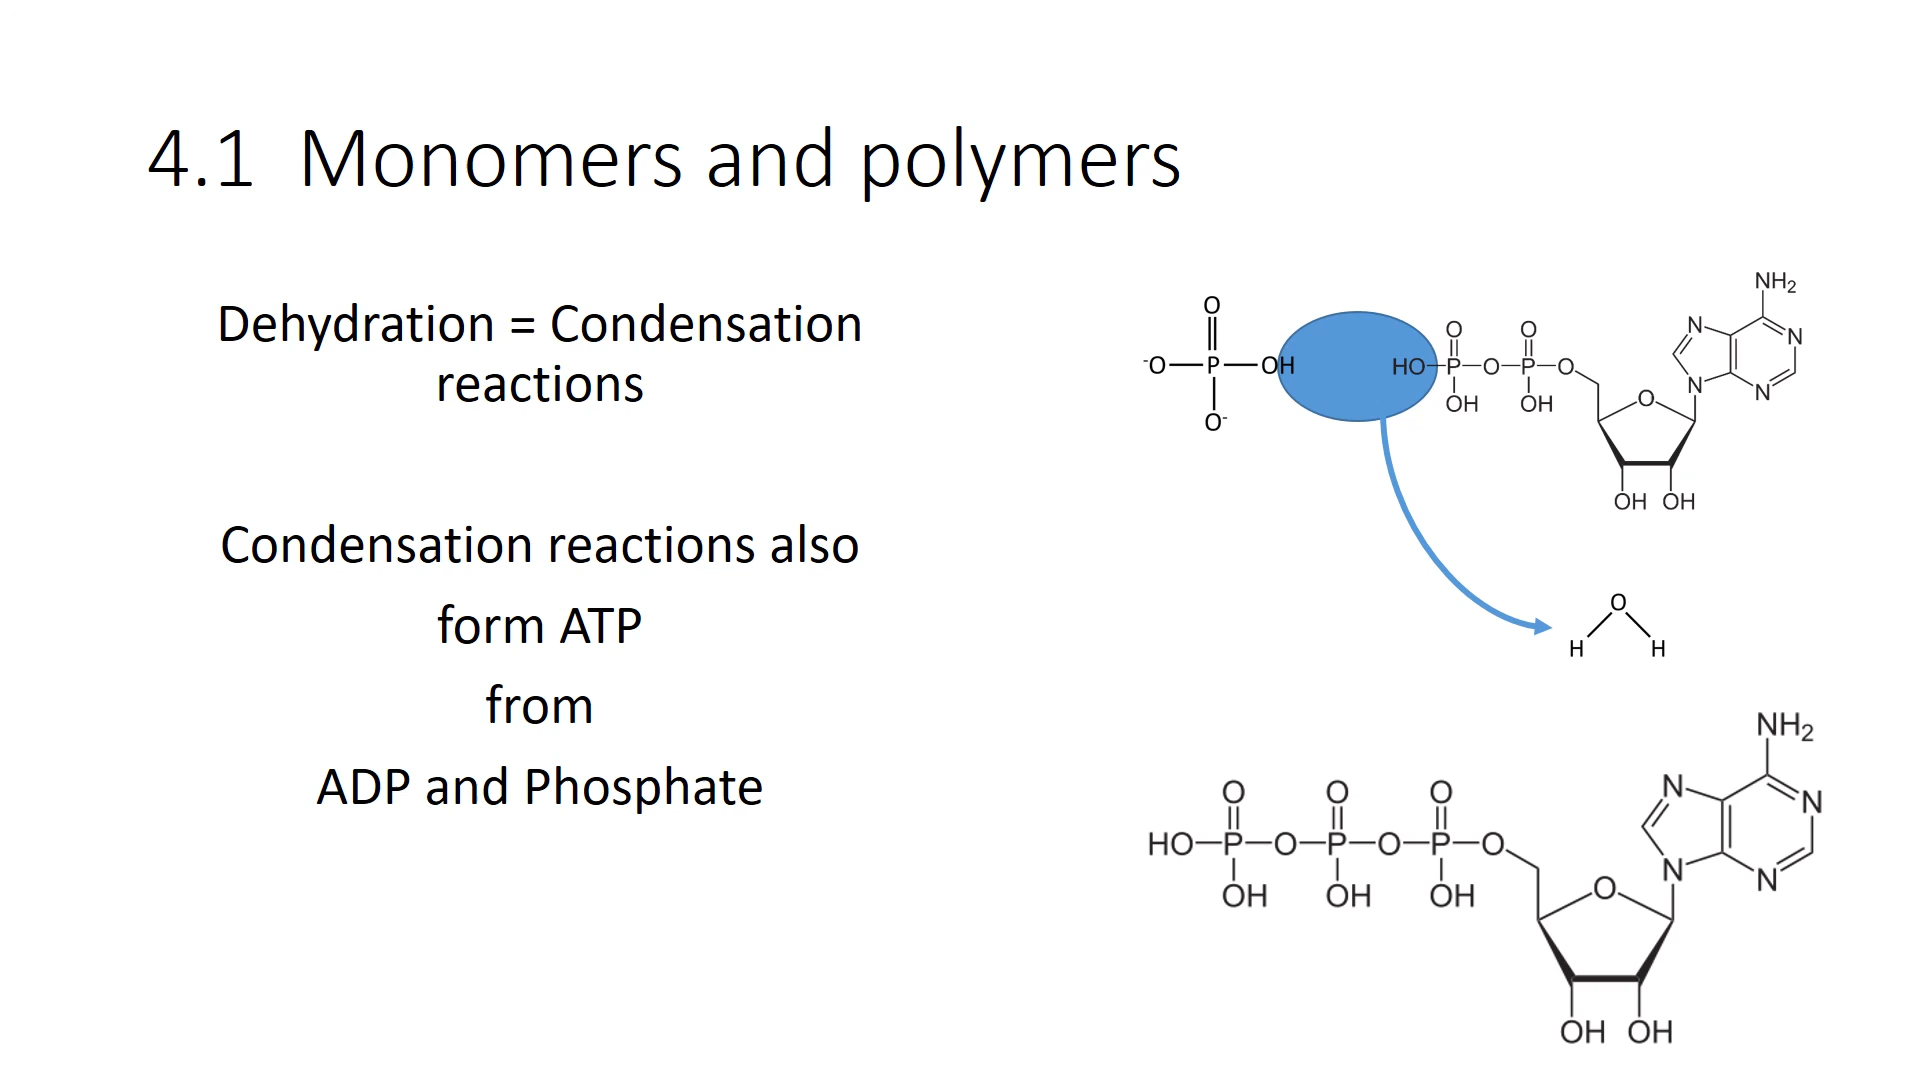 4.1 Monomers and polymers
Dehydration = Condensation
reactions
Condensation reactions also
form ATP
from
ADP and Phosphate
O
-O P OH
O-
NH2
N N
N N
O O
HO P O P O
OH OH
O
OH OH
O
H H
NH2
N N
N N
O O O
HO P O P O P O
OH OH OH
O
OH OH